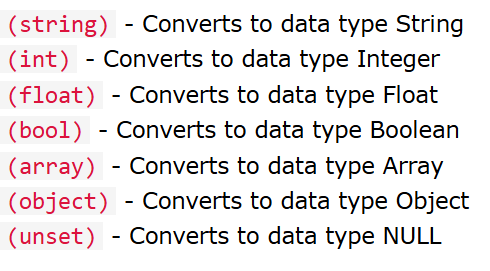 (string) - Converts to data type String
(int) - Converts to data type Integer
(float) - Converts to data type Float
(bool) - Converts to data type Boolean
(array) - Converts to data type Array
(object) - Converts to data type Object
(unset) - Converts to data type NULL